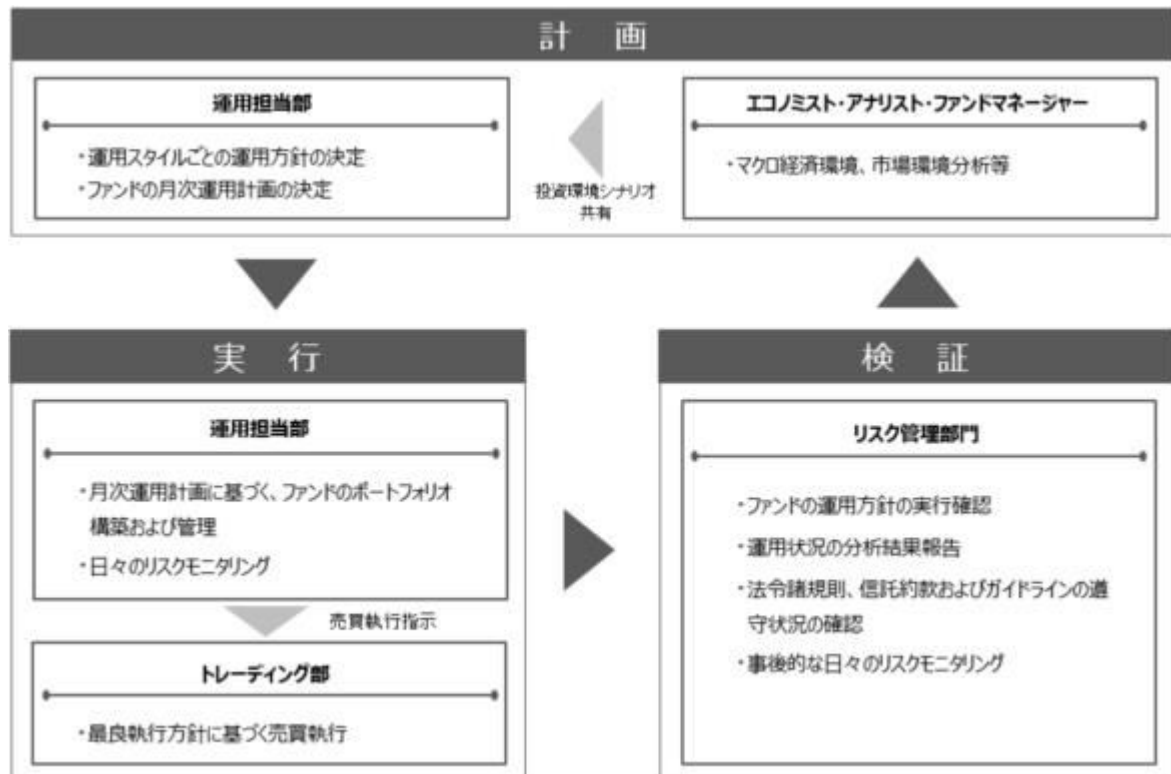 計 画
運用担当部
・運用スタイルごとの運用方針の決定
・ファンドの月次運用計画の決定
投資環境シナリオ
共有
エコノミスト・アナリスト・ファンドマネージャー
・マクロ経済環境、市場環境分析等
実 行
運用担当部
・月次運用計画に基づく、ファンドのポートフォリオ
構築および管理
・日々のリスクモニタリング
売買執行指示
トレーディング部
・最良執行方針に基づく売買執行
検 証
リスク管理部門
・ファンドの運用方針の実行確認
・運用状況の分析結果報告
・法令諸規則、信託約款およびガイドラインの遵
守状況の確認
・事後的な日々のリスクモニタリング